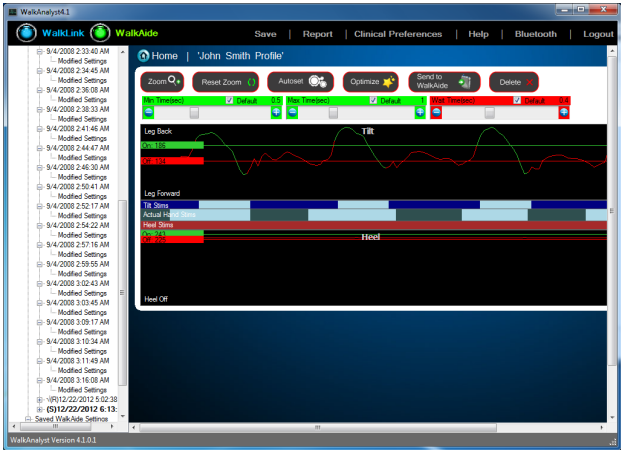 WalkAnalyst4.1
WalkLink WalkAide Save | Report | Clinical Preferences | Help | Bluetooth | Logout
Home | 'John Smith Profile'
Zoom Reset Zoom Autoset Optimize Send to WalkAide Delete
Min Time(sec) Default 0.5 Max Time(sec) Default 1 Wait Time(sec) Default 0.4
Leg Back
Tilt
On: 186
Off: 134
Leg Forward
Tilt Stims
Actual Hand Stims
Heel Stims
On: 243
Off: 225
Heel
Heel Off
9/4/2008 2:33:40 AM
Modified Settings
9/4/2008 2:34:45 AM
Modified Settings
9/4/2008 2:36:08 AM
Modified Settings
9/4/2008 2:38:33 AM
Modified Settings
9/4/2008 2:41:46 AM
Modified Settings
9/4/2008 2:44:47 AM
Modified Settings
9/4/2008 2:46:30 AM
Modified Settings
9/4/2008 2:50:41 AM
Modified Settings
9/4/2008 2:52:17 AM
Modified Settings
9/4/2008 2:54:22 AM
Modified Settings
9/4/2008 2:57:16 AM
Modified Settings
9/4/2008 2:59:55 AM
Modified Settings
9/4/2008 3:02:43 AM
Modified Settings
9/4/2008 3:03:45 AM
Modified Settings
9/4/2008 3:09:17 AM
Modified Settings
9/4/2008 3:10:34 AM
Modified Settings
9/4/2008 3:11:49 AM
Modified Settings
9/4/2008 3:16:08 AM
Modified Settings
√(R)12/22/2012 5:02:38
(S)12/22/2012 6:13:
Saved WalkAide Settings
WalkAnalyst Version 4.1.0.1